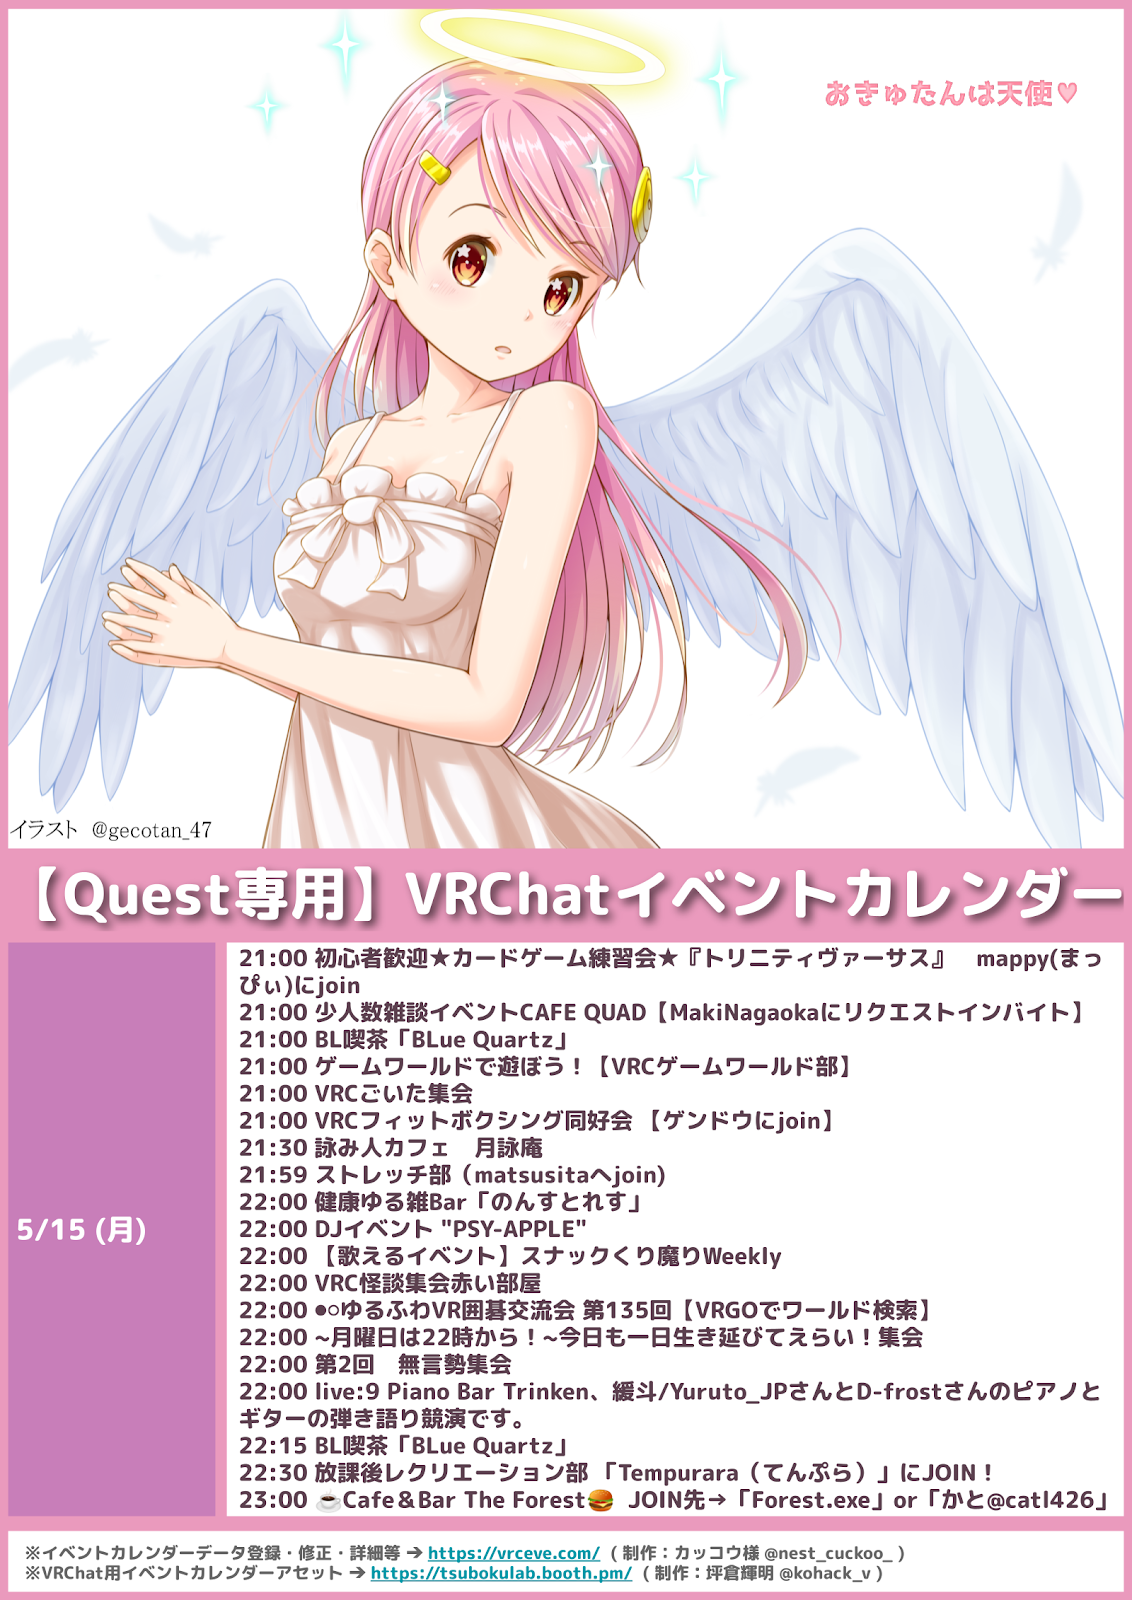 おきゅたんは天使♥
イラスト @gecotan_47
【Quest専用】VRChatイベントカレンダー
5/15 (月)
21:00 初心者歓迎★カードゲーム練習会★『トリニティヴァーサス』　mappy(まっ
ぴぃ)にjoin
21:00 少人数雑談イベントCAFE QUAD【MakiNagaokaにリクエストインバイト】
21:00 BL喫茶「BLue Quartz」
21:00 ゲームワールドで遊ぼう！【VRCゲームワールド部】
21:00 VRCごいた集会
21:00 VRCフィットボクシング同好会 【ゲンドウにjoin】
21:30 詠み人カフェ　月詠庵
21:59 ストレッチ部（matsusitaへjoin)
22:00 健康ゆる雑Bar「のんすとれす」
22:00 DJイベント "PSY-APPLE"
22:00 【歌えるイベント】スナックくり魔りWeekly
22:00 VRC怪談集会赤い部屋
22:00 ●○ゆるふわVR囲碁交流会 第135回【VRGOでワールド検索】
22:00 ~月曜日は22時から！~今日も一日生き延びてえらい！集会
22:00 第2回　無言勢集会
22:00 live:9 Piano Bar Trinken、緩斗/Yuruto_JPさんとD-frostさんのピアノと
ギターの弾き語り競演です。
22:15 BL喫茶「BLue Quartz」
22:30 放課後レクリエーション部 「Tempurara（てんぷら）」にJOIN！
23:00 ☕Cafe＆Bar The Forest🍔 JOIN先→「Forest.exe」or「かと@catl426」
※イベントカレンダーデータ登録・修正・詳細等 ➔ https://vrceve.com/ ( 制作：カッコウ様 @nest_cuckoo_ )
※VRChat用イベントカレンダーアセット ➔ https://tsubokulab.booth.pm/ ( 制作：坪倉輝明 @kohack_v )